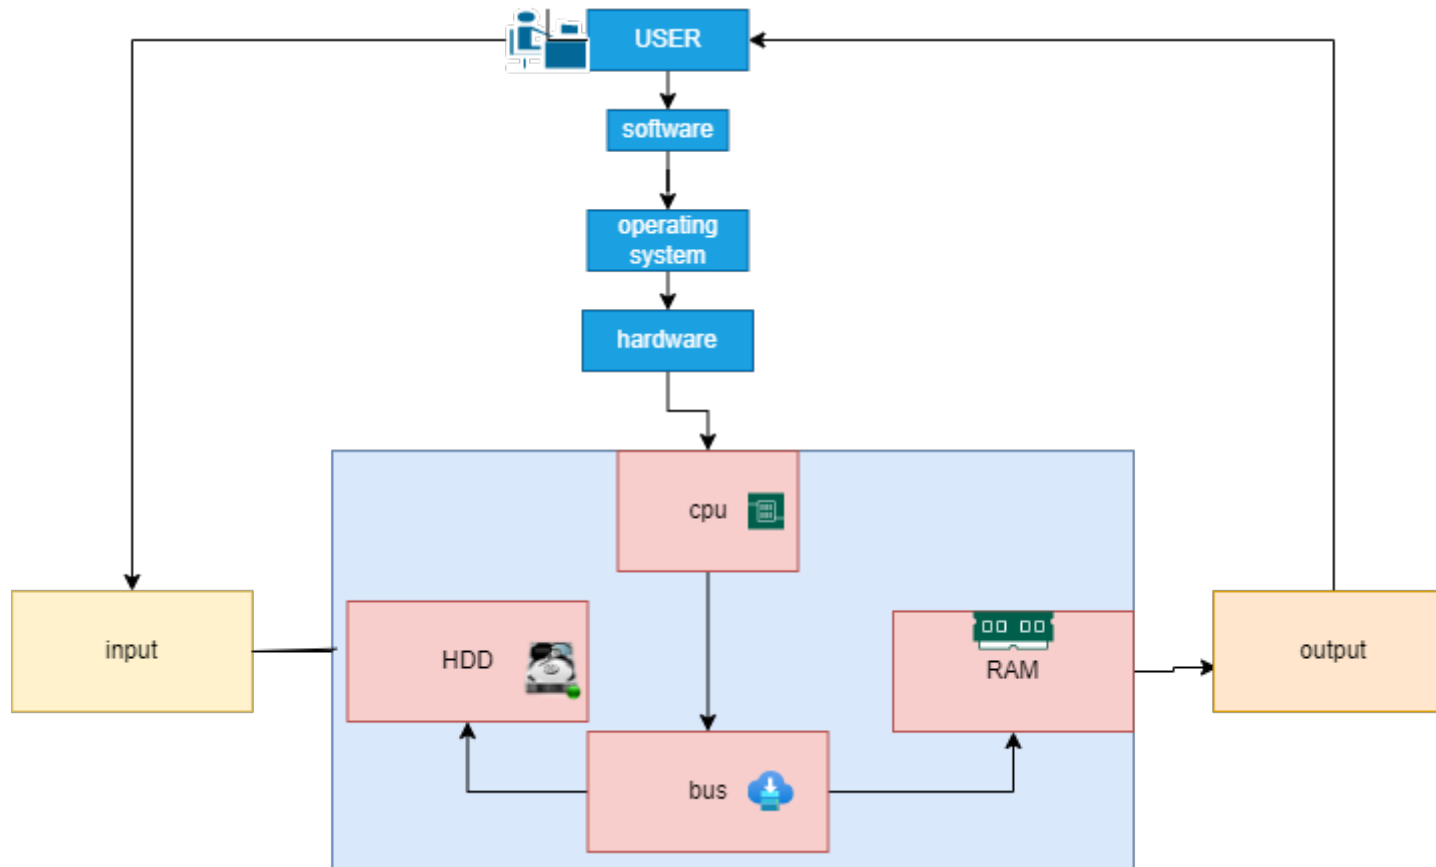 USER
software
operating
system
hardware
cpu
input
HDD
RAM
output
bus